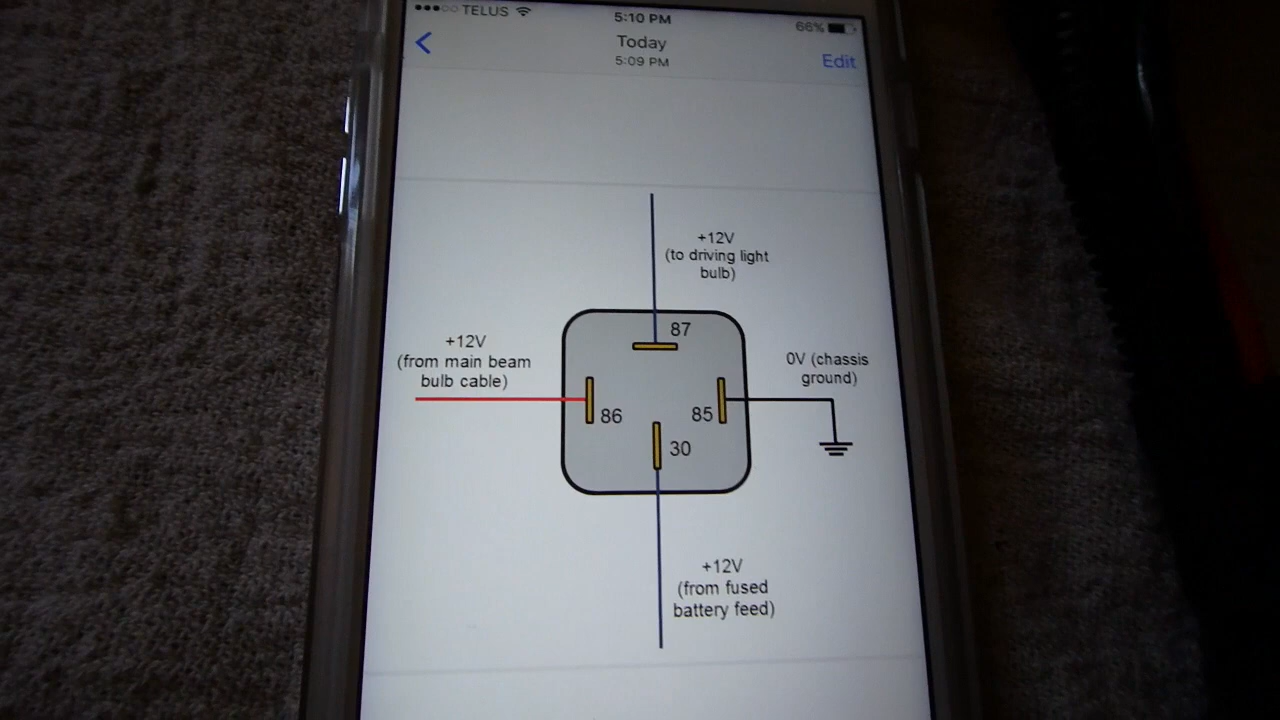 TELUS
5:10 PM
66%
Today
5:09 PM
Edit
+12V
(to driving light
bulb)
87
+12V
(from main beam
bulb cable)
0V (chassis
ground)
86
85
30
+12V
(from fused
battery feed)